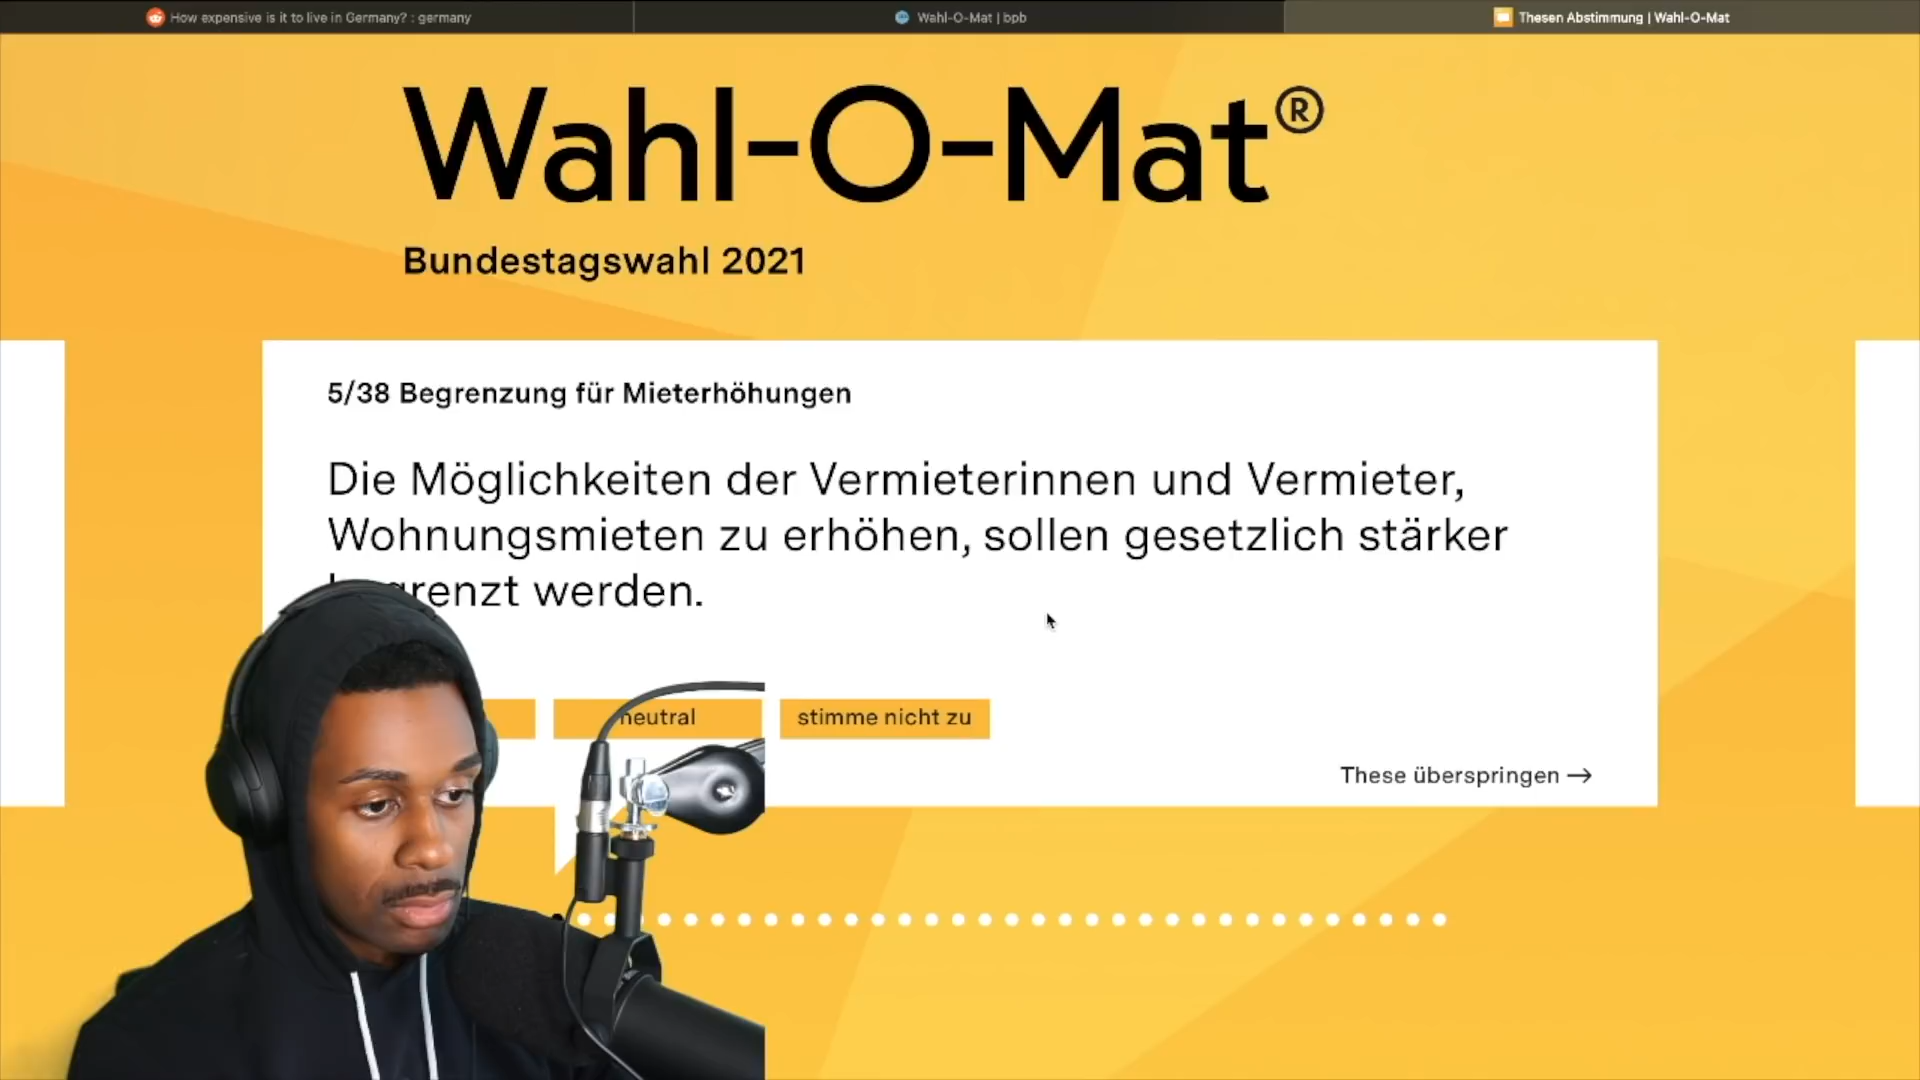 How expensive is it to live in Germany? : germany
Wahl-O-Mat | bpb
Thesen Abstimmung | Wahl-O-Mat
Wahl-O-Mat®
Bundestagswahl 2021
5/38 Begrenzung für Mieterhöhungen
Die Möglichkeiten der Vermieterinnen und Vermieter,
Wohnungsmieten zu erhöhen, sollen gesetzlich stärker
werden.
neutral
stimme nicht zu
These überspringen →